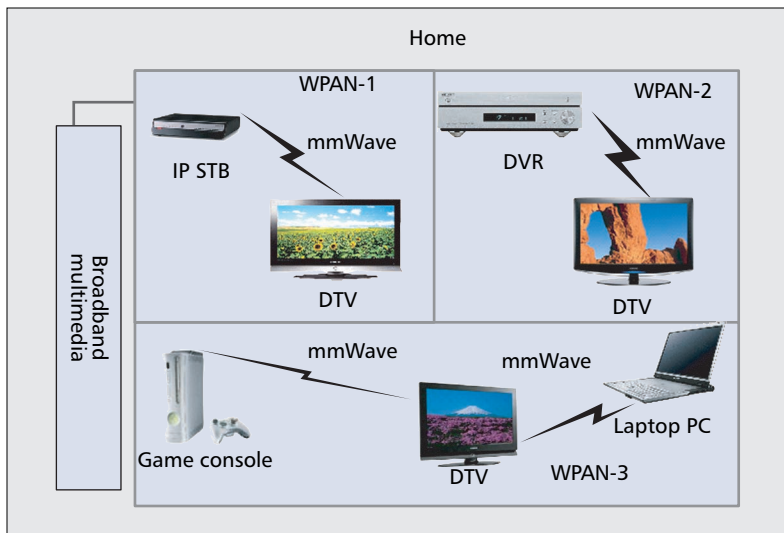 Home
WPAN-1
IP STB
mmWave
DTV
WPAN-2
DVR
mmWave
DTV
Broadband
multimedia
mmWave
mmWave
Game console
DTV
Laptop PC
WPAN-3